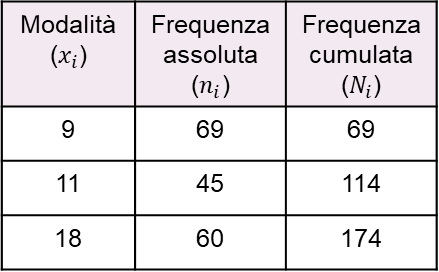 Modalità Frequenza Frequenza
(xᵢ) assoluta cumulata
(nᵢ) (Nᵢ)
9 69 69
11 45 114
18 60 174